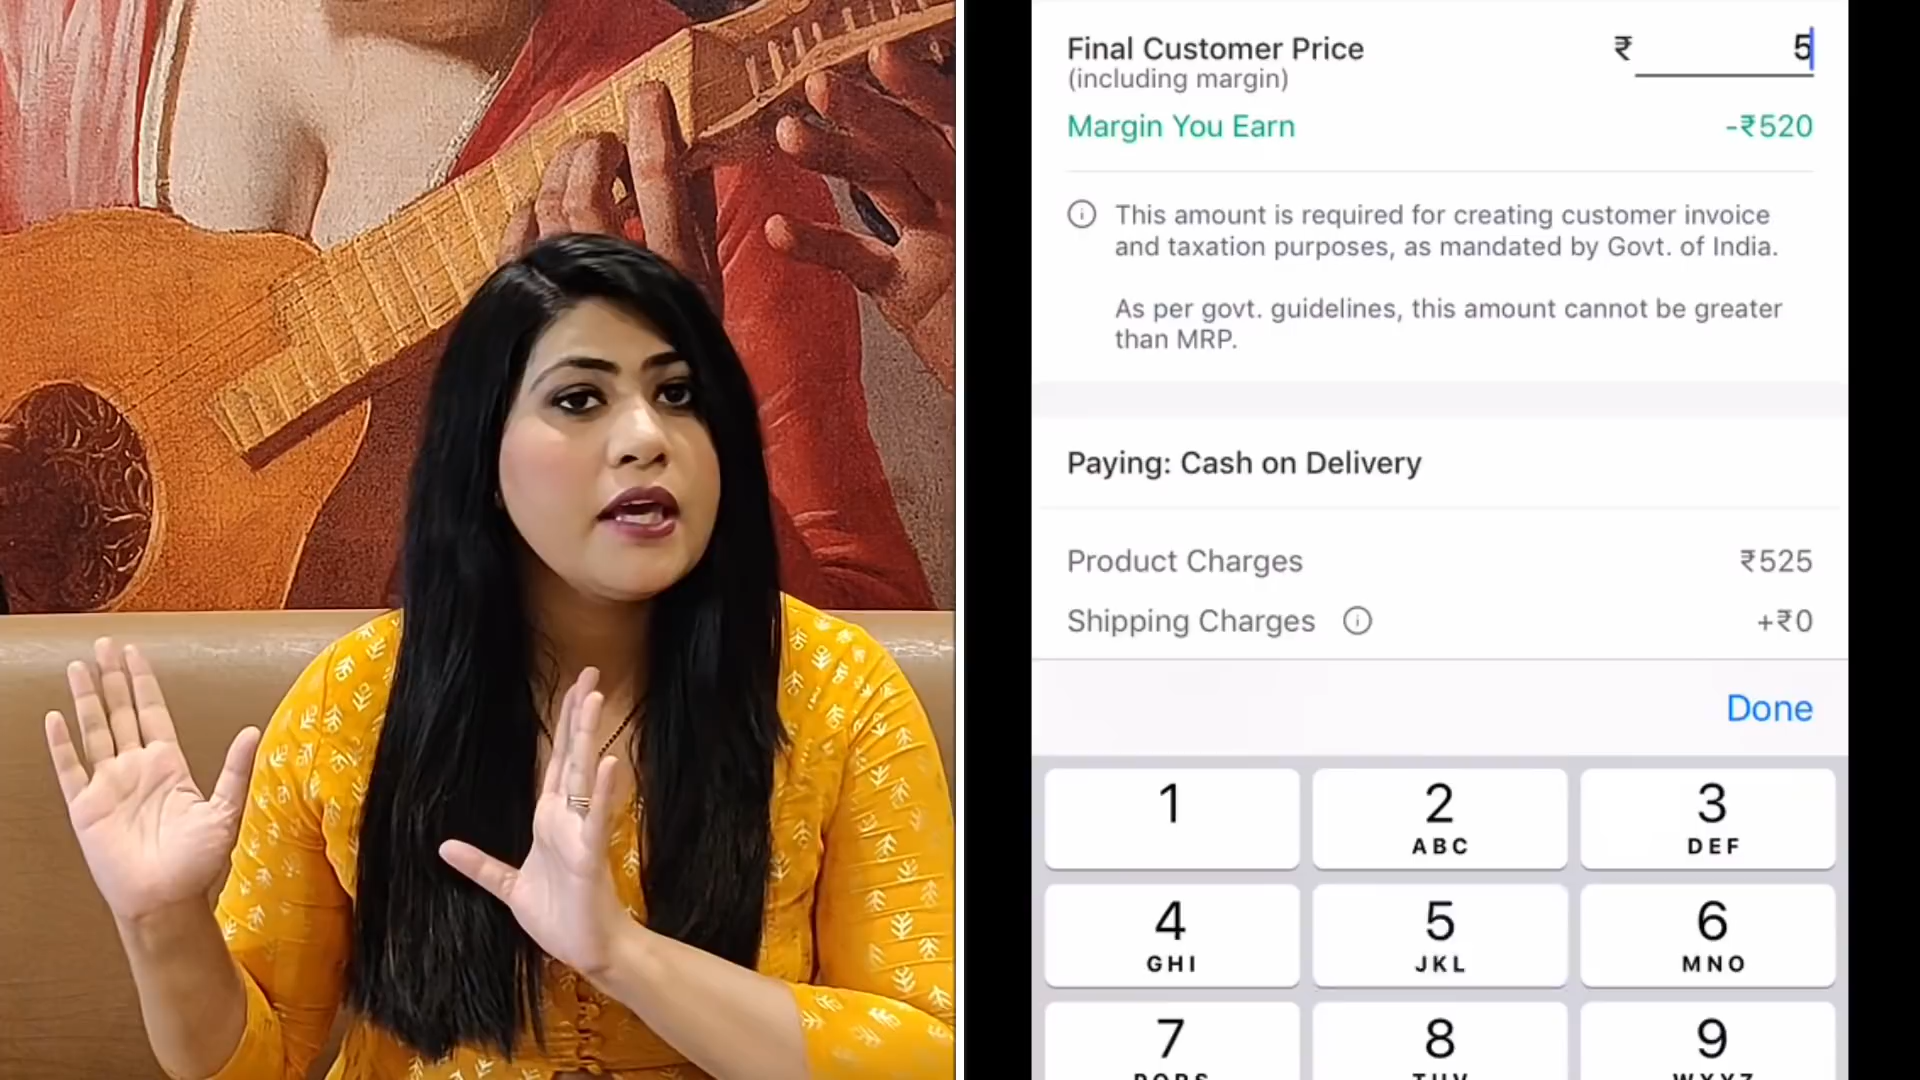 Final Customer Price ₹ 5
(including margin)
Margin You Earn -₹520
This amount is required for creating customer invoice
and taxation purposes, as mandated by Govt. of India.
As per govt. guidelines, this amount cannot be greater
than MRP.
Paying: Cash on Delivery
Product Charges ₹525
Shipping Charges +₹0
Done
1 2 3
ABC DEF
4 5 6
GHI JKL MNO
7 8 9
PQRS TUV WXYZ